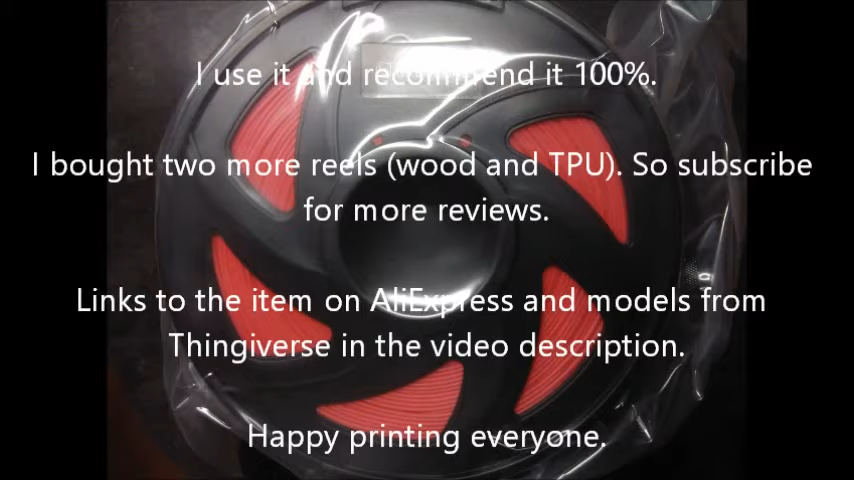 I use it and recommend it 100%.
I bought two more reels (wood and TPU). So subscribe
for more reviews.
Links to the item on AliExpress and models from
Thingiverse in the video description.
Happy printing everyone.